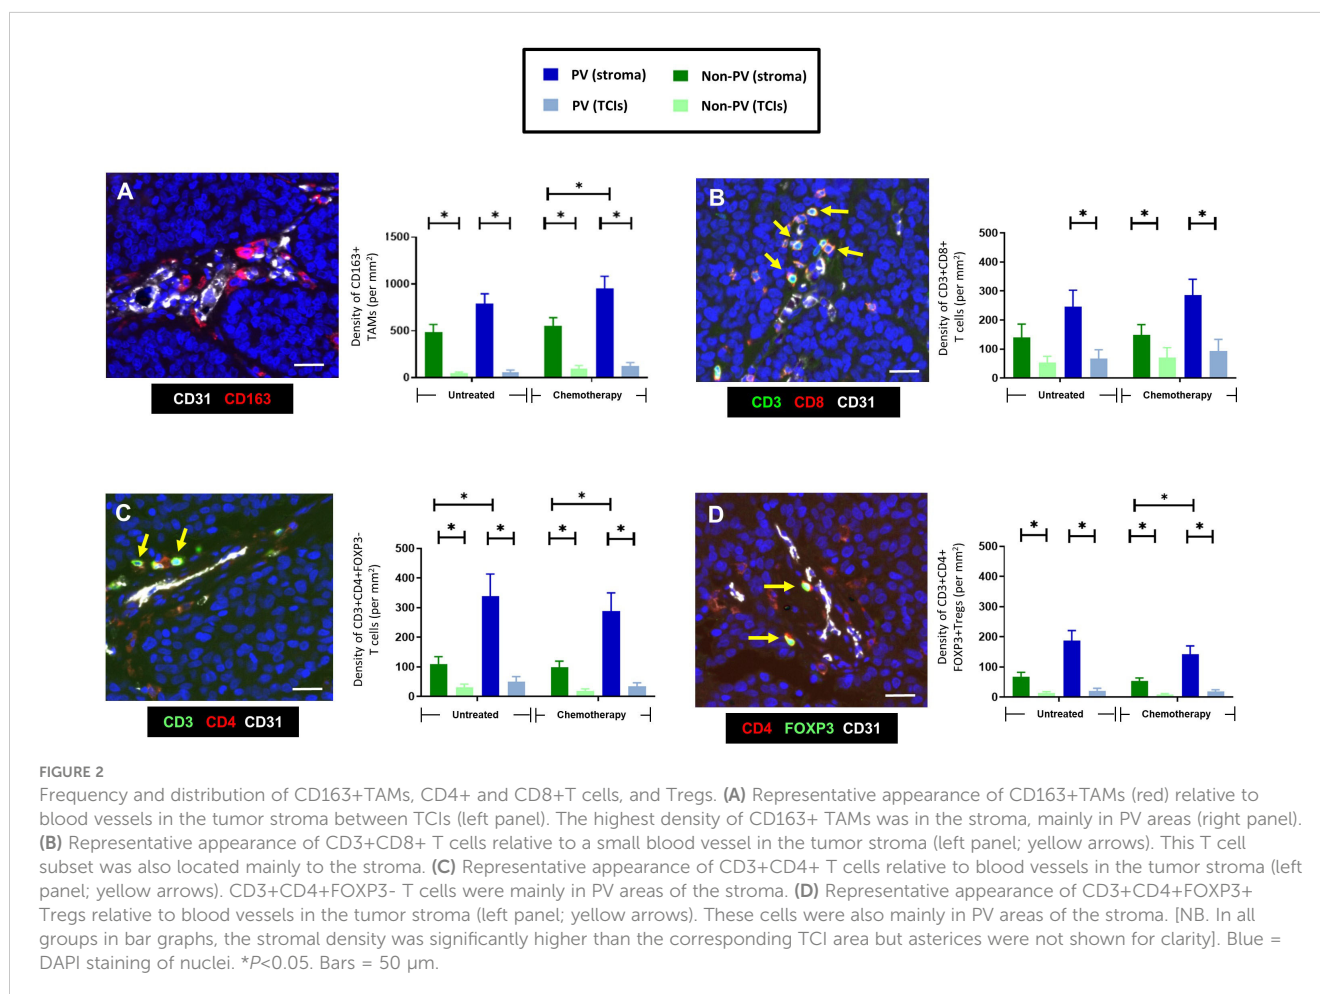 PV (stroma) Non-PV (stroma)
PV (TCIs) Non-PV (TCIs)
A
CD31 CD163
Density of CD163+
TAMs (per mm²)
* * * * *
1500
1000
500
0
Untreated Chemotherapy
B
CD3 CD8 CD31
Density of CD3+CD8+
T cells (per mm²)
* * *
500
400
300
200
100
0
Untreated Chemotherapy
C
CD3 CD4 CD31
Density of CD3+CD4+FOXP3-
T cells (per mm²)
* *
* * * *
500
400
300
200
100
0
Untreated Chemotherapy
D
CD4 FOXP3 CD31
Density of CD3+CD4+
FOXP3+Tregs (per mm²)
*
* * * *
500
400
300
200
100
0
Untreated Chemotherapy
FIGURE 2
Frequency and distribution of CD163+TAMs, CD4+ and CD8+T cells, and Tregs. (A) Representative appearance of CD163+TAMs (red) relative to
blood vessels in the tumor stroma between TCIs (left panel). The highest density of CD163+ TAMs was in the stroma, mainly in PV areas (right panel).
(B) Representative appearance of CD3+CD8+ T cells relative to a small blood vessel in the tumor stroma (left panel; yellow arrows). This T cell
subset was also located mainly to the stroma. (C) Representative appearance of CD3+CD4+ T cells relative to blood vessels in the tumor stroma (left
panel; yellow arrows). CD3+CD4+FOXP3- T cells were mainly in PV areas of the stroma. (D) Representative appearance of CD3+CD4+FOXP3+
Tregs relative to blood vessels in the tumor stroma (left panel; yellow arrows). These cells were also mainly in PV areas of the stroma. [NB. In all
groups in bar graphs, the stromal density was significantly higher than the corresponding TCI area but asterices were not shown for clarity]. Blue =
DAPI staining of nuclei. *P<0.05. Bars = 50 µm.